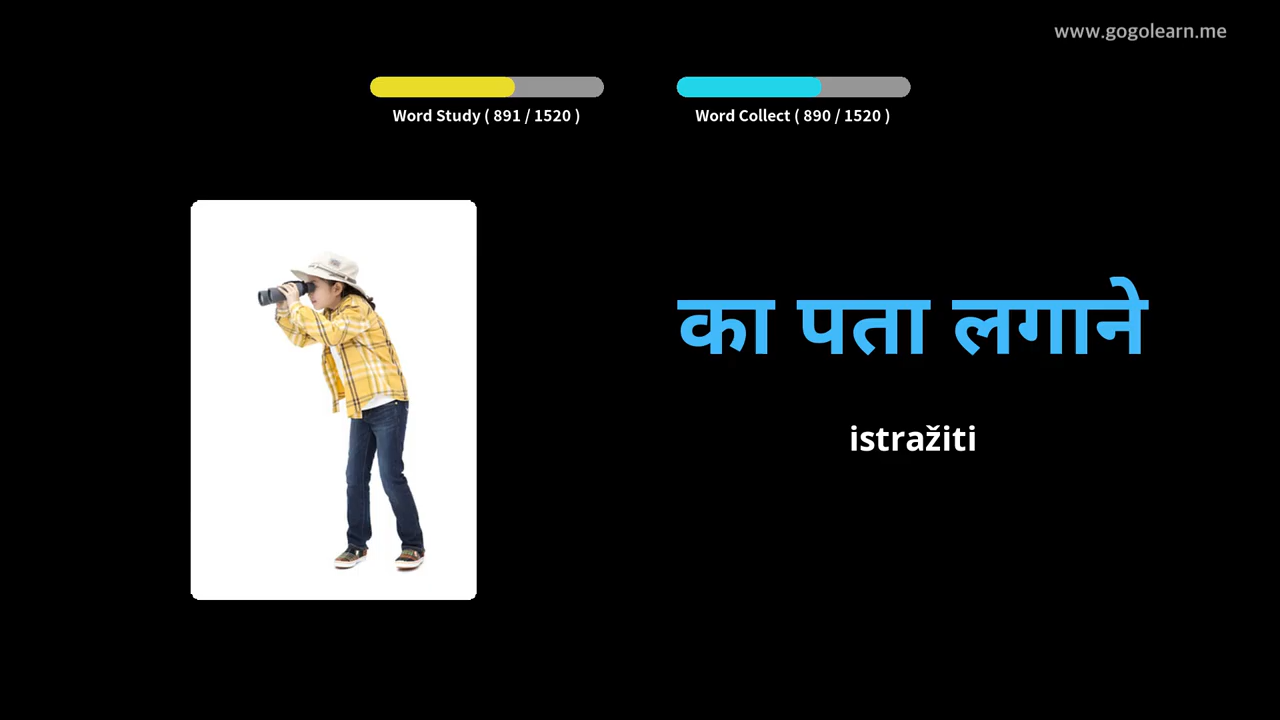 www.gogolearn.me
Word Study ( 891 / 1520 )
Word Collect ( 890 / 1520 )
का पता लगाने
istražiti